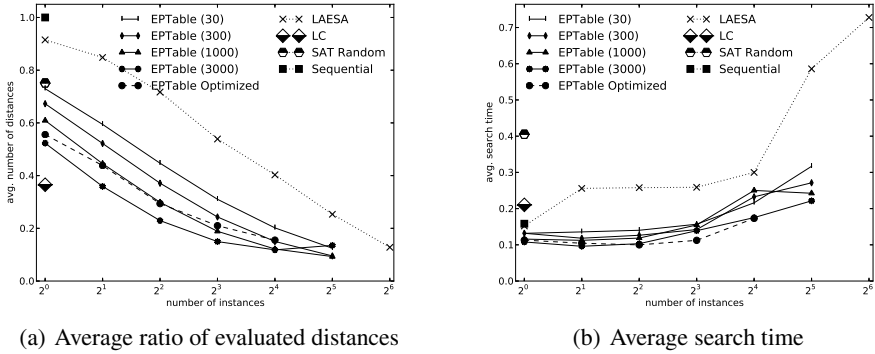 1.0
0.8
0.6
0.4
0.2
0.0
avg. number of distances
EPTable (30)
EPTable (300)
EPTable (1000)
EPTable (3000)
EPTable Optimized
LAESA
LC
SAT Random
Sequential
2^0 2^1 2^2 2^3 2^4 2^5 2^6
number of instances
(a) Average ratio of evaluated distances
0.7
0.6
0.5
0.4
0.3
0.2
0.1
0.0
avg. search time
EPTable (30)
EPTable (300)
EPTable (1000)
EPTable (3000)
EPTable Optimized
LAESA
LC
SAT Random
Sequential
2^0 2^1 2^2 2^3 2^4 2^5 2^6
number of instances
(b) Average search time